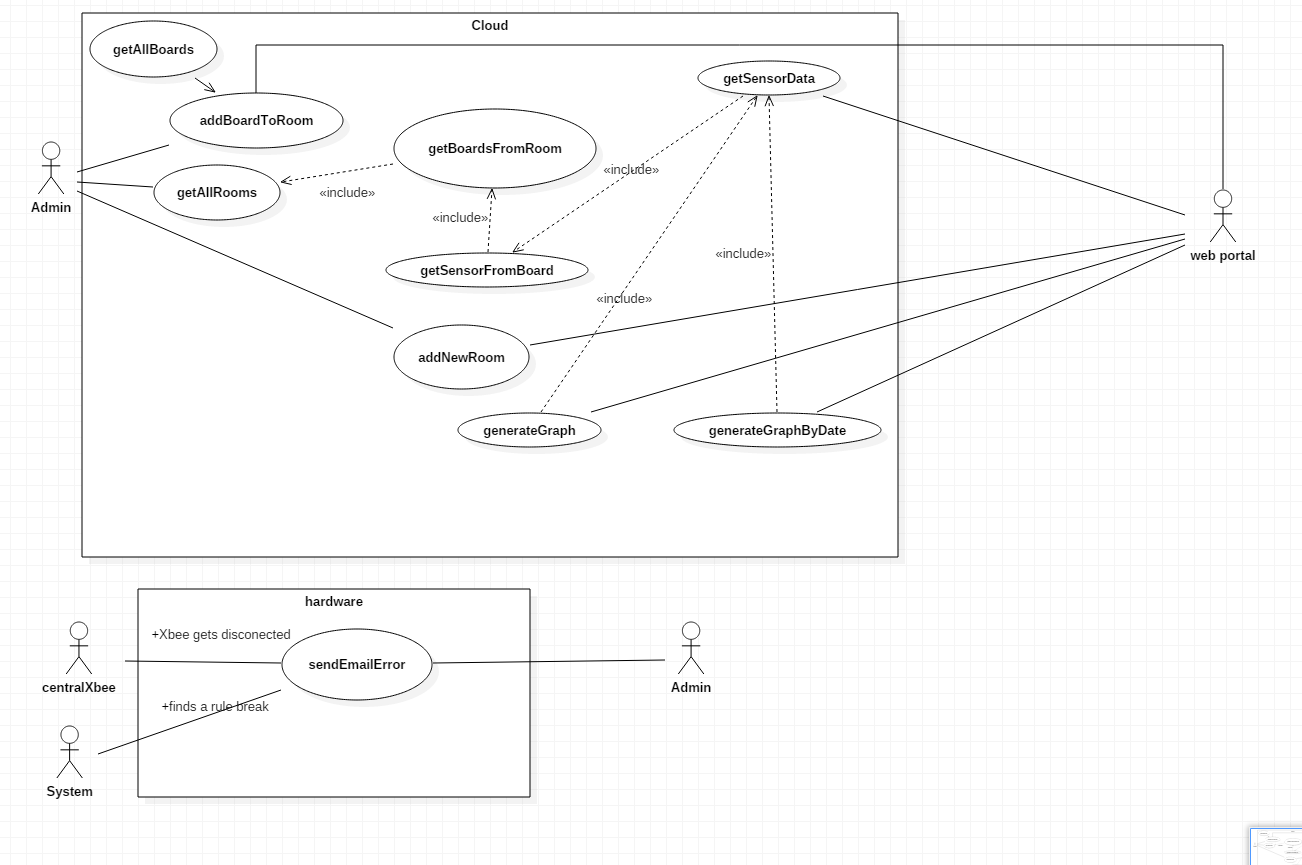 Cloud
getAllBoards
getSensorData
addBoardToRoom
getBoardsFromRoom
«include»
getAllRooms
«include»
Admin
«include»
web portal
«include»
getSensorFromBoard
«include»
addNewRoom
generateGraph
generateGraphByDate
hardware
+Xbee gets disconected
sendEmailError
centralXbee
Admin
+finds a rule break
System